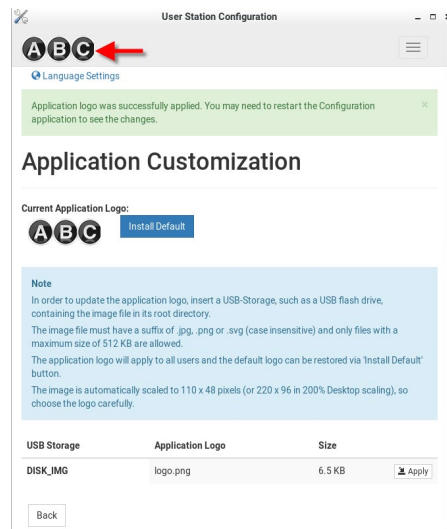 User Station Configuration
ABC
Language Settings
Application logo was successfully applied. You may need to restart the Configuration
application to see the changes.
×
Application Customization
Current Application Logo:
ABC
Install Default
Note
In order to update the application logo, insert a USB-Storage, such as a USB flash drive,
containing the image file in its root directory.
The image file must have a suffix of .jpg, .png or .svg (case insensitive) and only files with a
maximum size of 512 KB are allowed.
The application logo will apply to all users and the default logo can be restored via 'Install Default'
button.
The image is automatically scaled to 110 x 48 pixels (or 220 x 96 in 200% Desktop scaling), so
choose the logo carefully.
USB Storage Application Logo Size
DISK_IMG logo.png 6.5 KB Apply
Back